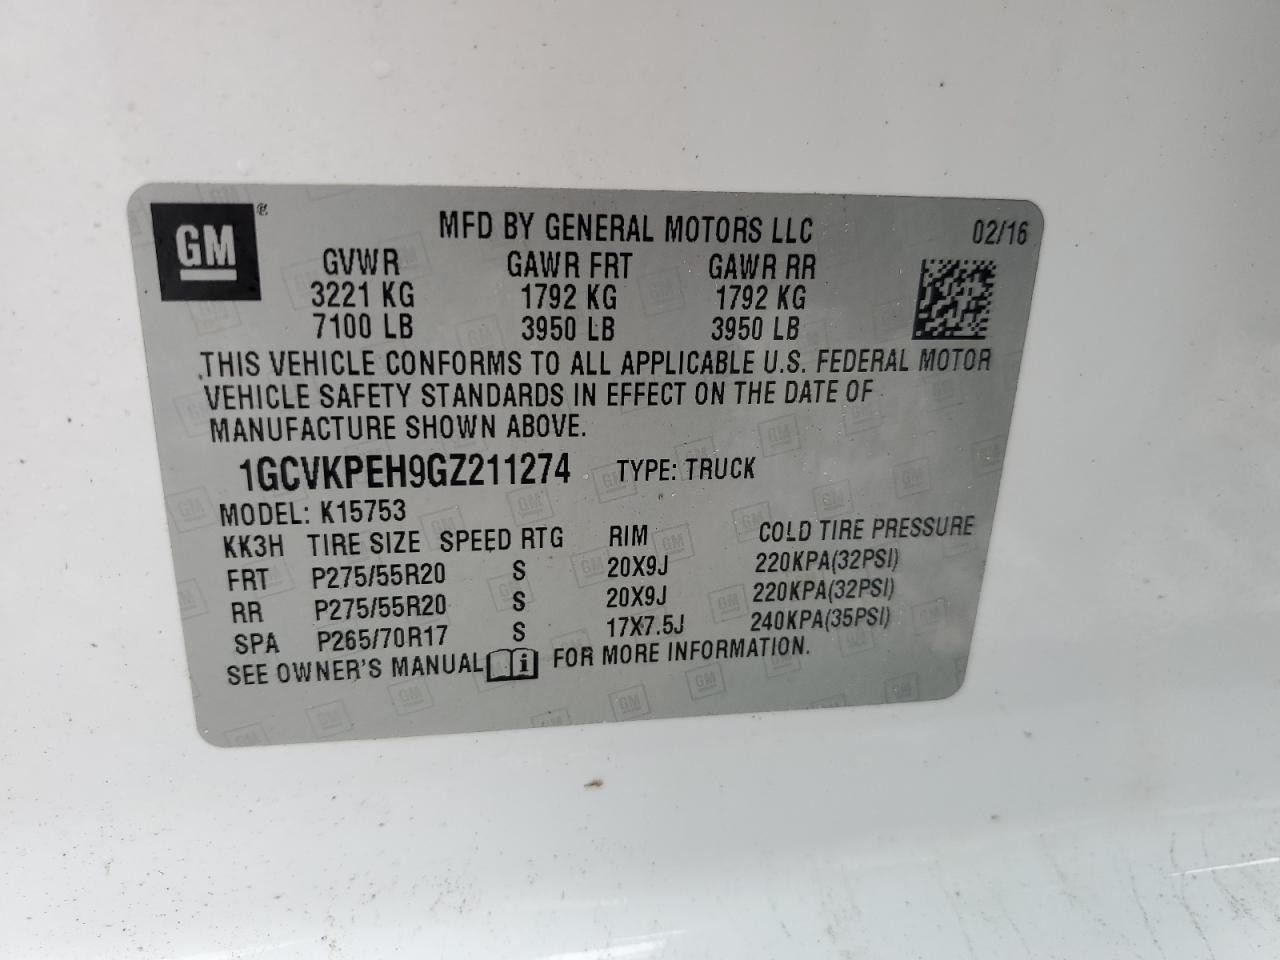 GM ®
MFD BY GENERAL MOTORS LLC 02/16
GVWR GAWR FRT GAWR RR
3221 KG 1792 KG 1792 KG
7100 LB 3950 LB 3950 LB
THIS VEHICLE CONFORMS TO ALL APPLICABLE U.S. FEDERAL MOTOR
VEHICLE SAFETY STANDARDS IN EFFECT ON THE DATE OF
MANUFACTURE SHOWN ABOVE.
1GCVKPEH9GZ211274 TYPE: TRUCK
MODEL: K15753
KK3H TIRE SIZE SPEED RTG RIM COLD TIRE PRESSURE
FRT P275/55R20 S 20X9J 220KPA(32PSI)
RR P275/55R20 S 20X9J 220KPA(32PSI)
SPA P265/70R17 S 17X7.5J 240KPA(35PSI)
SEE OWNER'S MANUAL i FOR MORE INFORMATION.